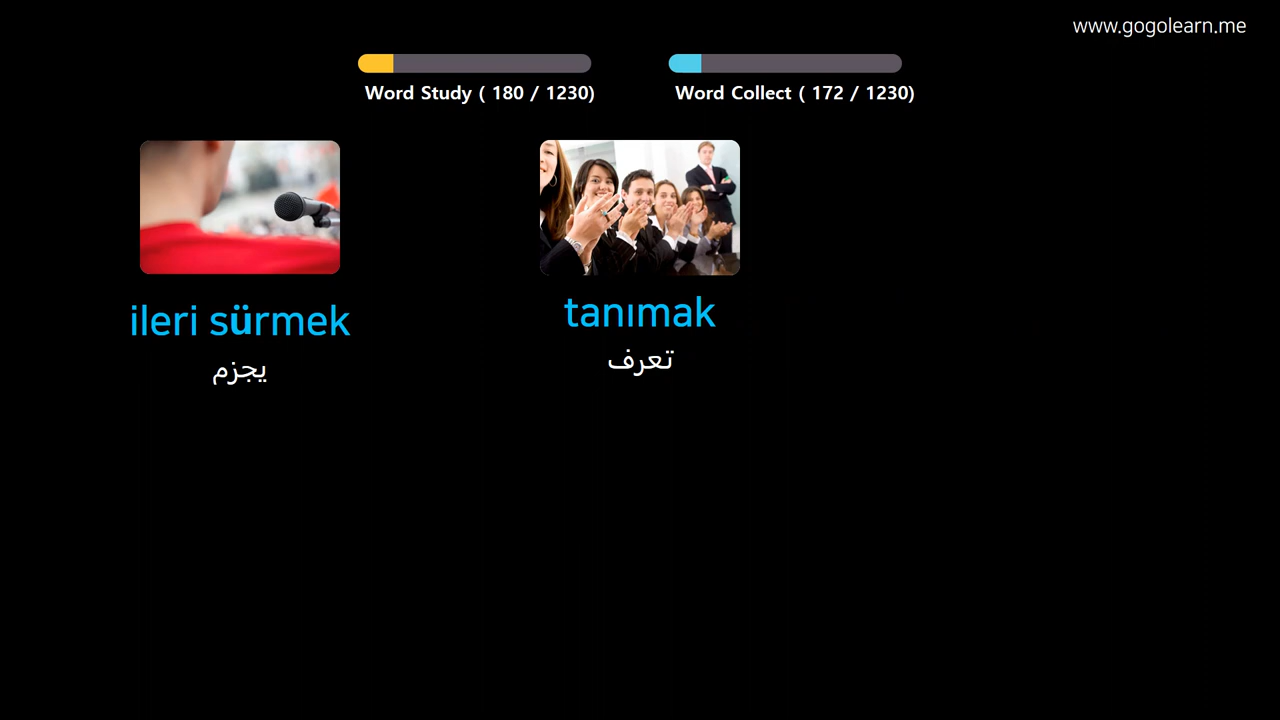 www.gogolearn.me
Word Study ( 180 / 1230)
Word Collect ( 172 / 1230)
ileri sürmek
يجزم
tanımak
تعرف